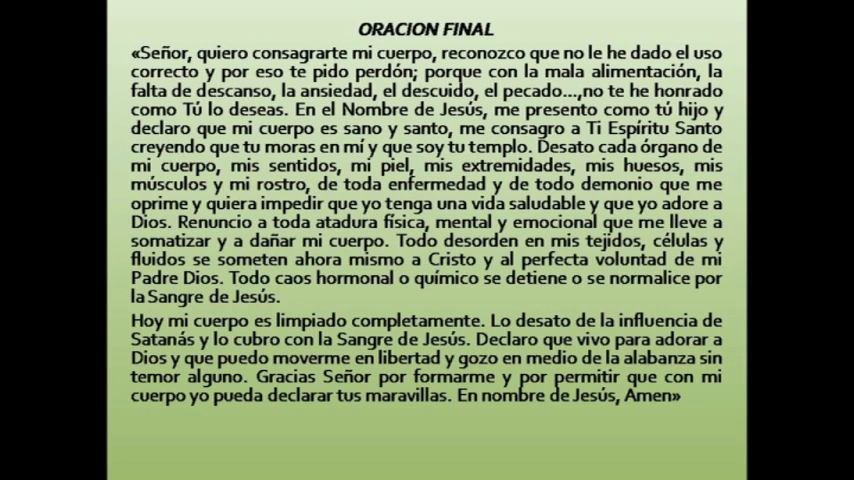 ORACION FINAL
«Señor, quiero consagrarte mi cuerpo, reconozco que no le he dado el uso
correcto y por eso te pido perdón; porque con la mala alimentación, la
falta de descanso, la ansiedad, el descuido, el pecado...,no te he honrado
como Tú lo deseas. En el Nombre de Jesús, me presento como tú hijo y
declaro que mi cuerpo es sano y santo, me consagro a Ti Espíritu Santo
creyendo que tu moras en mí y que soy tu templo. Desato cada órgano de
mi cuerpo, mis sentidos, mi piel, mis extremidades, mis huesos, mis
músculos y mi rostro, de toda enfermedad y de todo demonio que me
oprime y quiera impedir que yo tenga una vida saludable y que yo adore a
Dios. Renuncio a toda atadura física, mental y emocional que me lleve a
somatizar y a dañar mi cuerpo. Todo desorden en mis tejidos, células y
fluidos se someten ahora mismo a Cristo y al perfecta voluntad de mi
Padre Dios. Todo caos hormonal o químico se detiene o se normalice por
la Sangre de Jesús.
Hoy mi cuerpo es limpiado completamente. Lo desato de la influencia de
Satanás y lo cubro con la Sangre de Jesús. Declaro que vivo para adorar a
Dios y que puedo moverme en libertad y gozo en medio de la alabanza sin
temor alguno. Gracias Señor por formarme y por permitir que con mi
cuerpo yo pueda declarar tus maravillas. En nombre de Jesús, Amen»